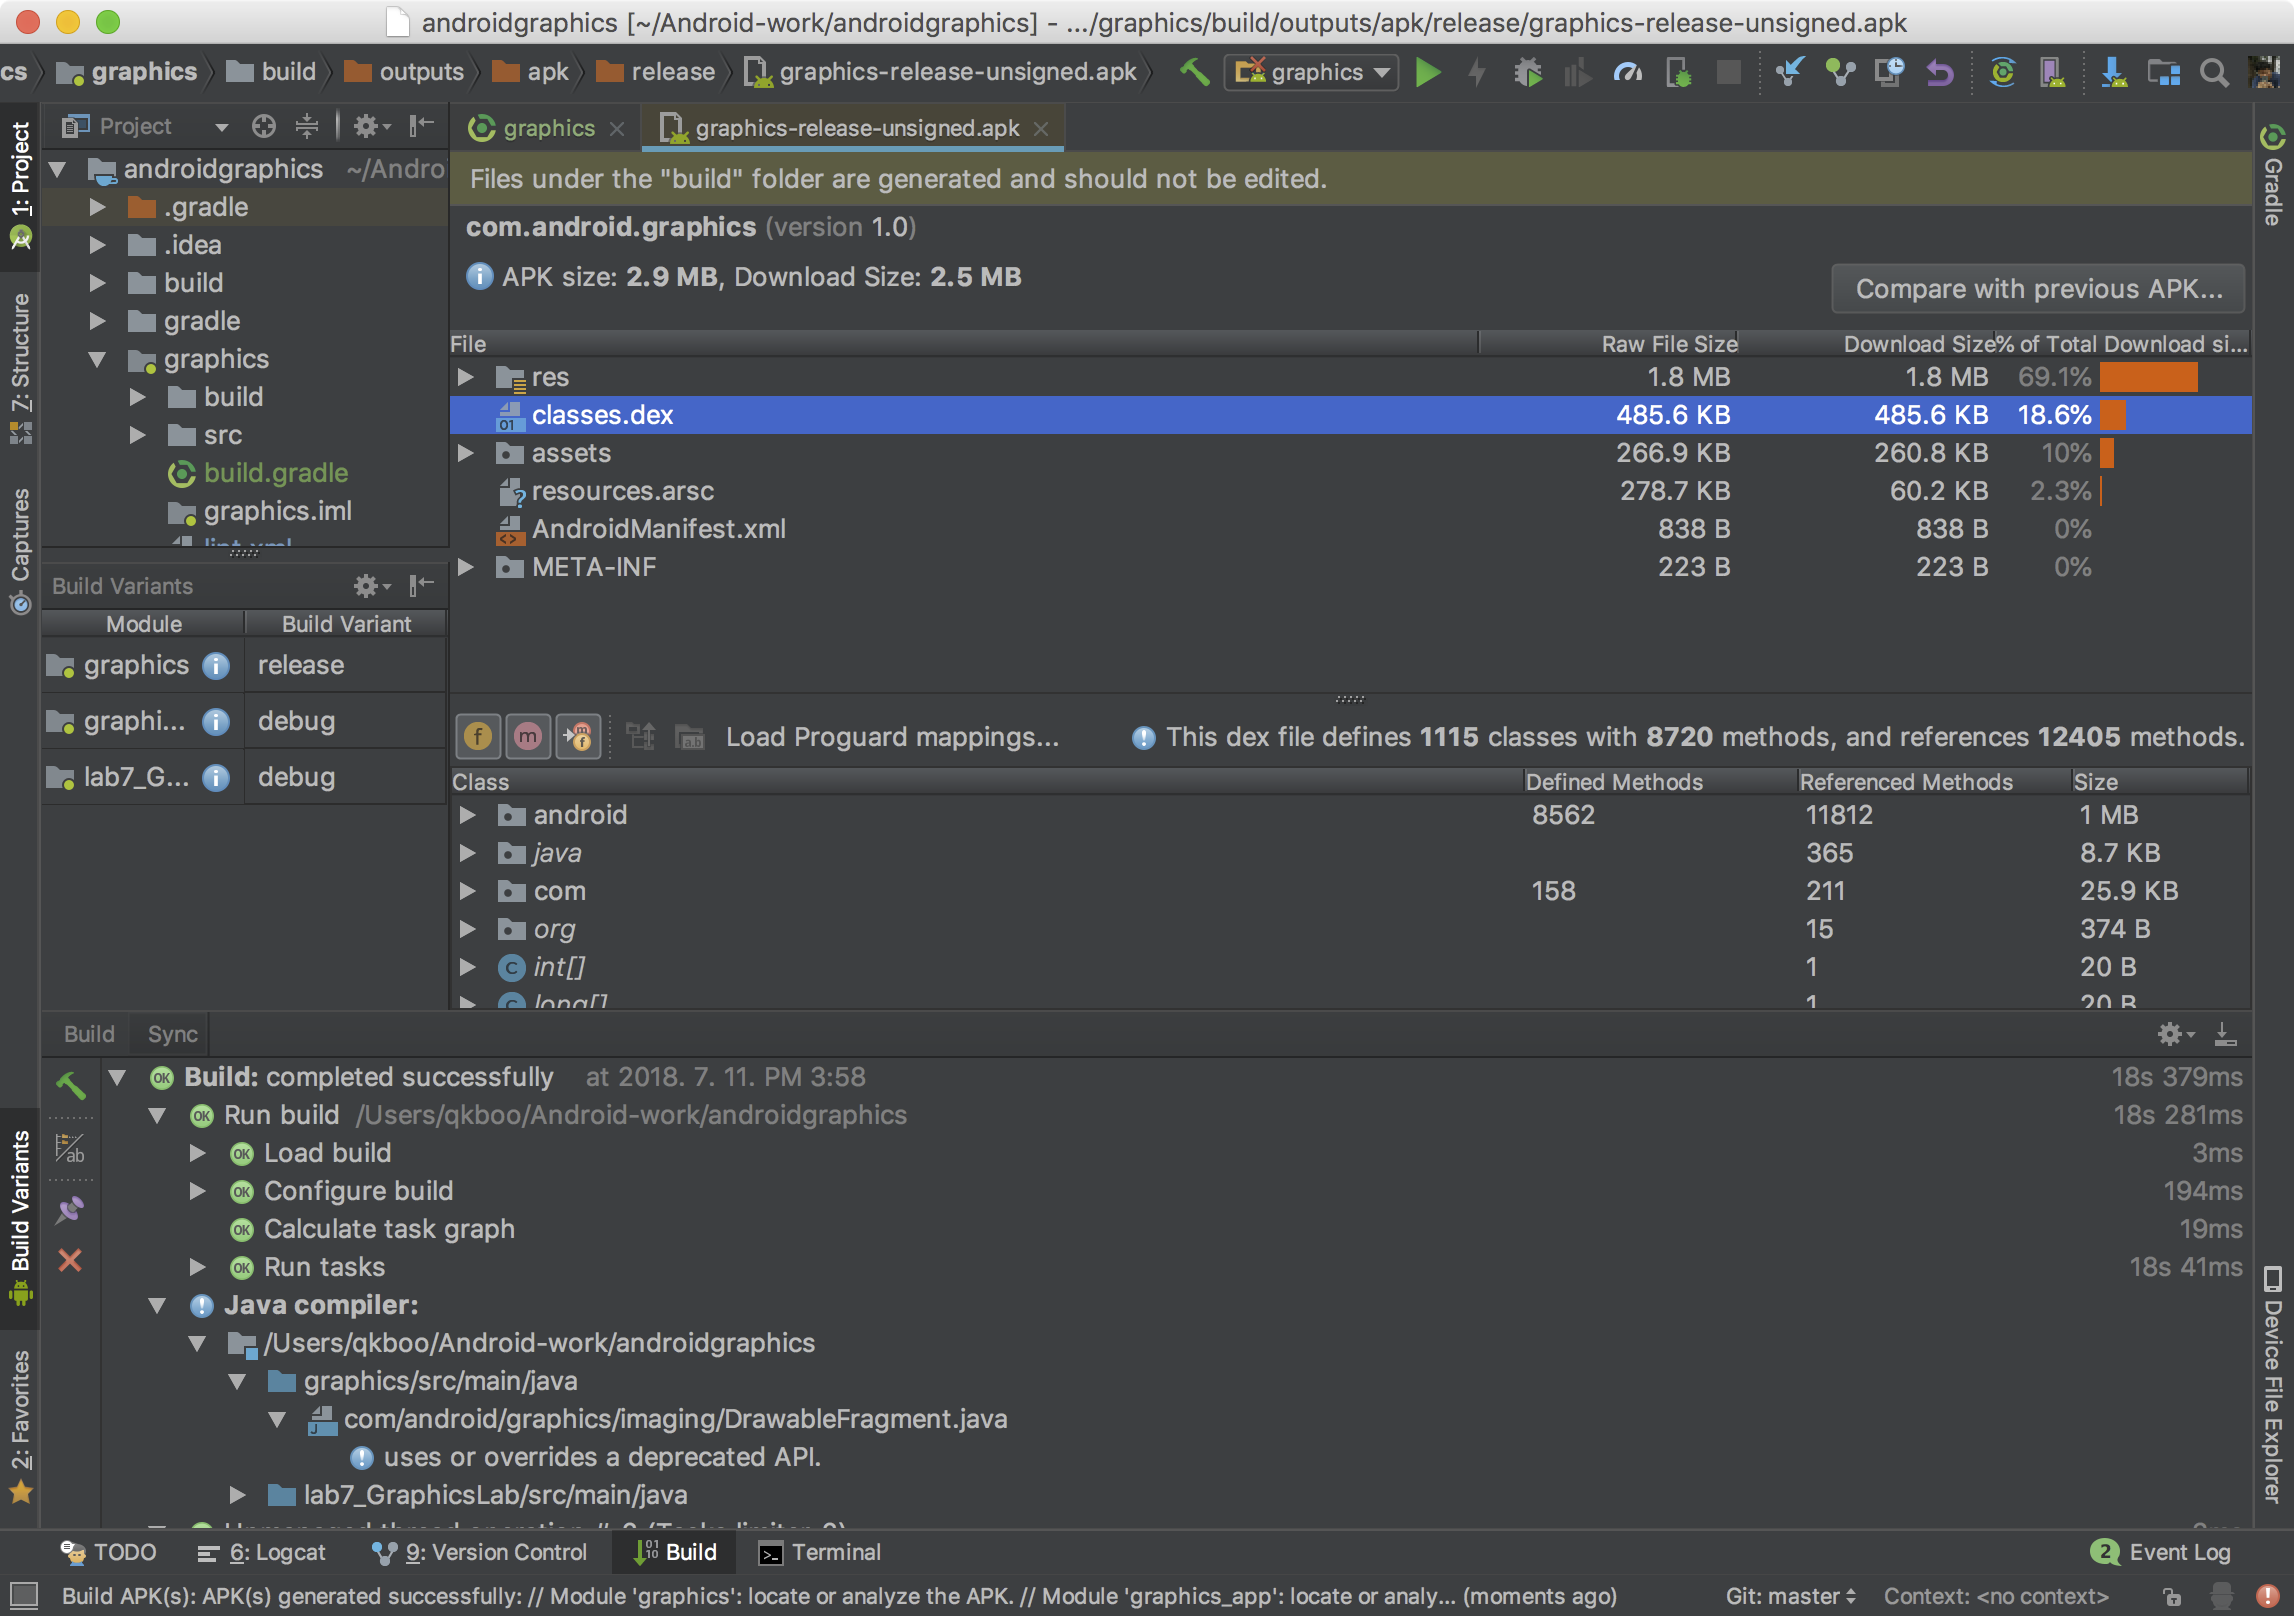 androidgraphics [~/Android-work/androidgraphics] - .../graphics/build/outputs/apk/release/graphics-release-unsigned.apk
cs graphics build outputs apk release graphics-release-unsigned.apk graphics
Project
graphics graphics-release-unsigned.apk
1: Project
7: Structure
Captures
Build Variants
2: Favorites
Gradle
Device File Explorer
androidgraphics ~/Andro
.gradle
.idea
build
gradle
graphics
build
src
build.gradle
graphics.iml
lint.xml
Build Variants
Module Build Variant
graphics release
graphi... debug
lab7_G... debug
Files under the "build" folder are generated and should not be edited.
com.android.graphics (version 1.0)
APK size: 2.9 MB, Download Size: 2.5 MB
Compare with previous APK...
File Raw File Size Download Size % of Total Download si...
res 1.8 MB 1.8 MB 69.1%
classes.dex 485.6 KB 485.6 KB 18.6%
assets 266.9 KB 260.8 KB 10%
resources.arsc 278.7 KB 60.2 KB 2.3%
AndroidManifest.xml 838 B 838 B 0%
META-INF 223 B 223 B 0%
Load Proguard mappings... This dex file defines 1115 classes with 8720 methods, and references 12405 methods.
Class Defined Methods Referenced Methods Size
android 8562 11812 1 MB
java 365 8.7 KB
com 158 211 25.9 KB
org 15 374 B
int[] 1 20 B
long[] 1 20 B
Build Sync
Build: completed successfully at 2018. 7. 11. PM 3:58 18s 379ms
Run build /Users/qkboo/Android-work/androidgraphics 18s 281ms
Load build 3ms
Configure build 194ms
Calculate task graph 19ms
Run tasks 18s 41ms
Java compiler:
/Users/qkboo/Android-work/androidgraphics
graphics/src/main/java
com/android/graphics/imaging/DrawableFragment.java
uses or overrides a deprecated API.
lab7_GraphicsLab/src/main/java
TODO 6: Logcat 9: Version Control Build Terminal 2 Event Log
Build APK(s): APK(s) generated successfully: // Module 'graphics': locate or analyze the APK. // Module 'graphics_app': locate or analy... (moments ago) Git: master Context: <no context>